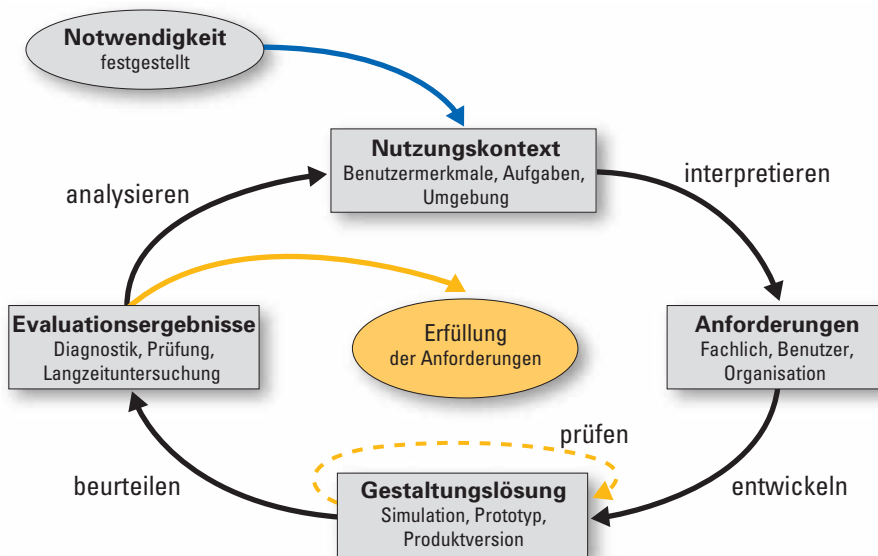 Notwendigkeit
festgestellt
Nutzungskontext
Benutzermerkmale, Aufgaben,
Umgebung
analysieren
interpretieren
Evaluationsergebnisse
Diagnostik, Prüfung,
Langzeituntersuchung
Erfüllung
der Anforderungen
Anforderungen
Fachlich, Benutzer,
Organisation
prüfen
beurteilen
Gestaltungslösung
Simulation, Prototyp,
Produktversion
entwickeln